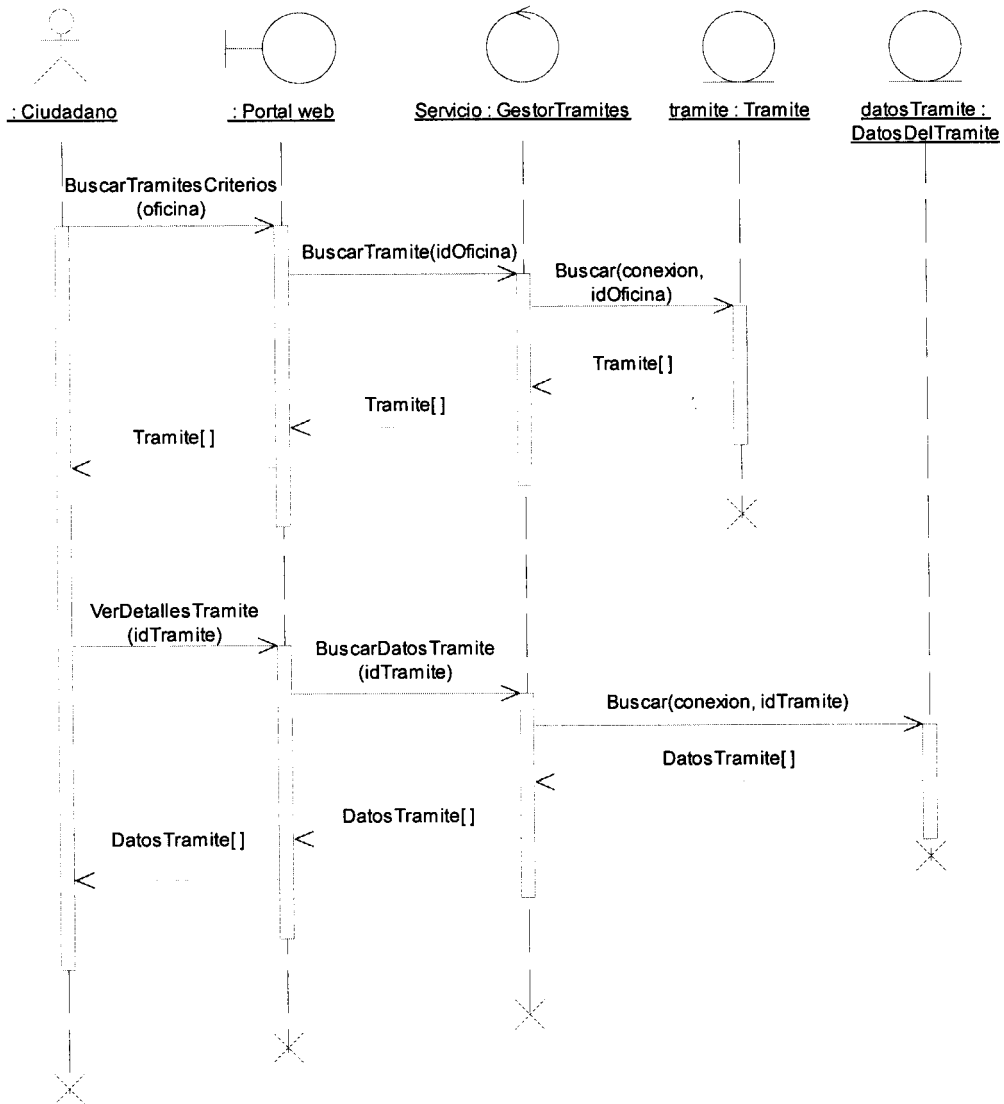 : Ciudadano
: Portal web
Servicio : GestorTramites
tramite : Tramite
datosTramite :
DatosDelTramite
BuscarTramitesCriterios
(oficina)
BuscarTramite(idOficina)
Buscar(conexion,
idOficina)
Tramite[]
Tramite[]
Tramite[]
VerDetallesTramite
(idTramite)
BuscarDatosTramite
(idTramite)
Buscar(conexion, idTramite)
DatosTramite[]
DatosTramite[]
DatosTramite[]